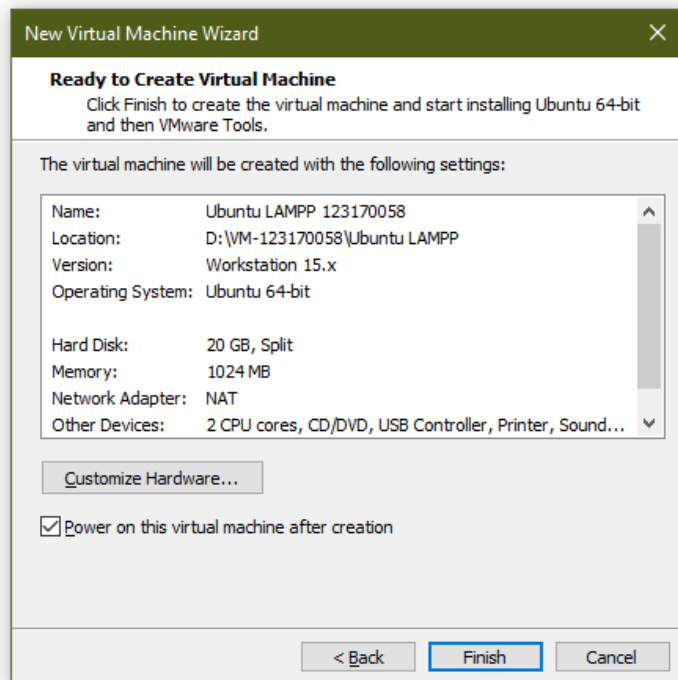 New Virtual Machine Wizard
Ready to Create Virtual Machine
Click Finish to create the virtual machine and start installing Ubuntu 64-bit
and then VMware Tools.
The virtual machine will be created with the following settings:
Name: Ubuntu LAMPP 123170058
Location: D:\VM-123170058\Ubuntu LAMPP
Version: Workstation 15.x
Operating System: Ubuntu 64-bit
Hard Disk: 20 GB, Split
Memory: 1024 MB
Network Adapter: NAT
Other Devices: 2 CPU cores, CD/DVD, USB Controller, Printer, Sound...
Customize Hardware...
Power on this virtual machine after creation
< Back Finish Cancel